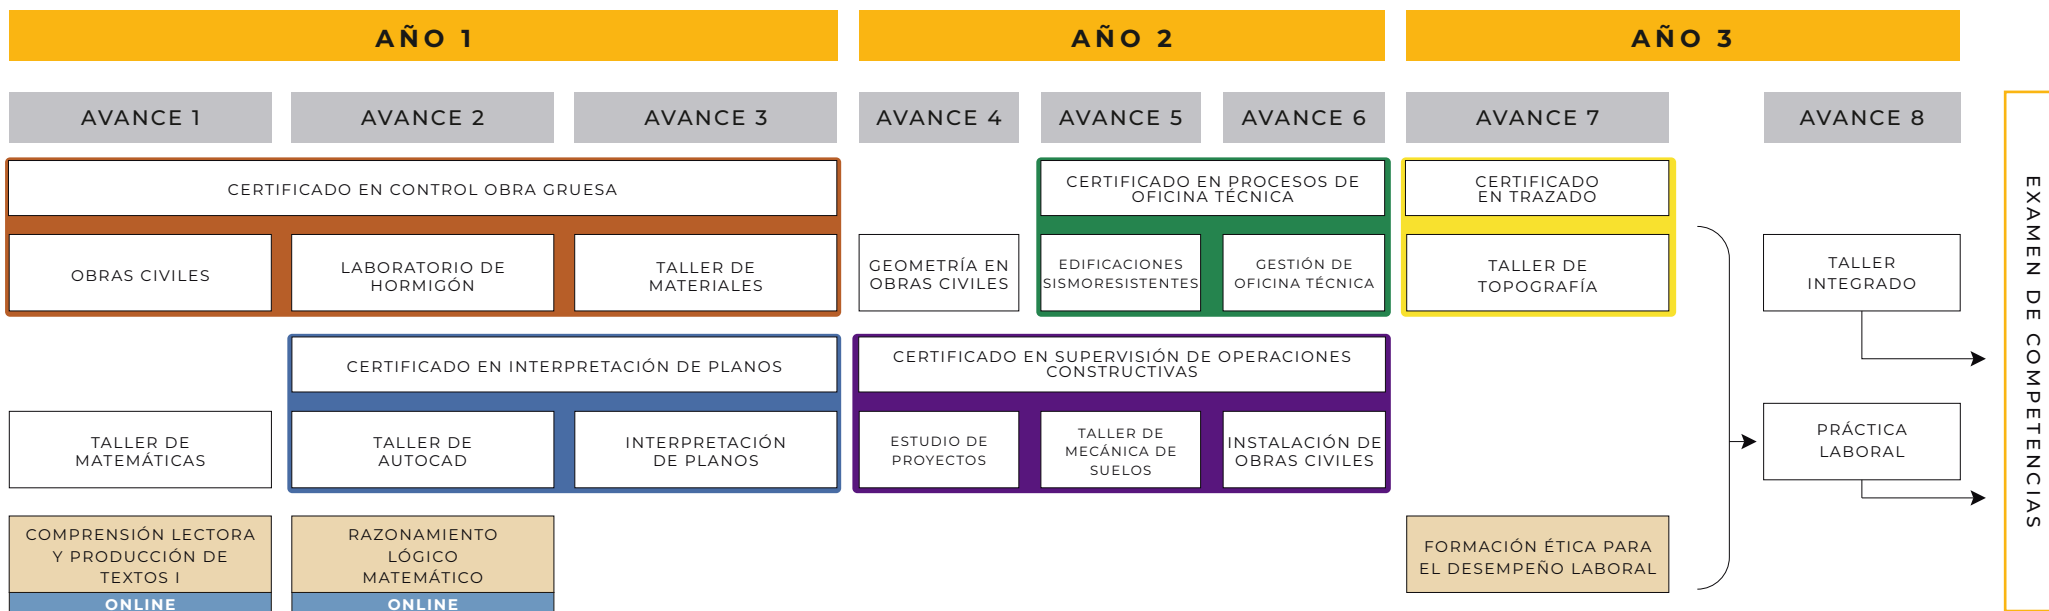 AÑO 1
AÑO 2
AÑO 3
AVANCE 1
AVANCE 2
AVANCE 3
AVANCE 4
AVANCE 5
AVANCE 6
AVANCE 7
AVANCE 8
CERTIFICADO EN CONTROL OBRA GRUESA
CERTIFICADO EN PROCESOS DE
OFICINA TÉCNICA
CERTIFICADO
EN TRAZADO
OBRAS CIVILES
LABORATORIO DE
HORMIGÓN
TALLER DE
MATERIALES
GEOMETRÍA EN
OBRAS CIVILES
EDIFICACIONES
SISMORESISTENTES
GESTIÓN DE
OFICINA TÉCNICA
TALLER DE
TOPOGRAFÍA
TALLER
INTEGRADO
CERTIFICADO EN INTERPRETACIÓN DE PLANOS
CERTIFICADO EN SUPERVISIÓN DE OPERACIONES
CONSTRUCTIVAS
TALLER DE
MATEMÁTICAS
TALLER DE
AUTOCAD
INTERPRETACIÓN
DE PLANOS
ESTUDIO DE
PROYECTOS
TALLER DE
MECÁNICA DE
SUELOS
INSTALACIÓN DE
OBRAS CIVILES
PRÁCTICA
LABORAL
COMPRENSIÓN LECTORA
Y PRODUCCIÓN DE
TEXTOS I
ONLINE
RAZONAMIENTO
LÓGICO
MATEMÁTICO
ONLINE
FORMACIÓN ÉTICA PARA
EL DESEMPEÑO LABORAL
EXAMEN DE COMPETENCIAS